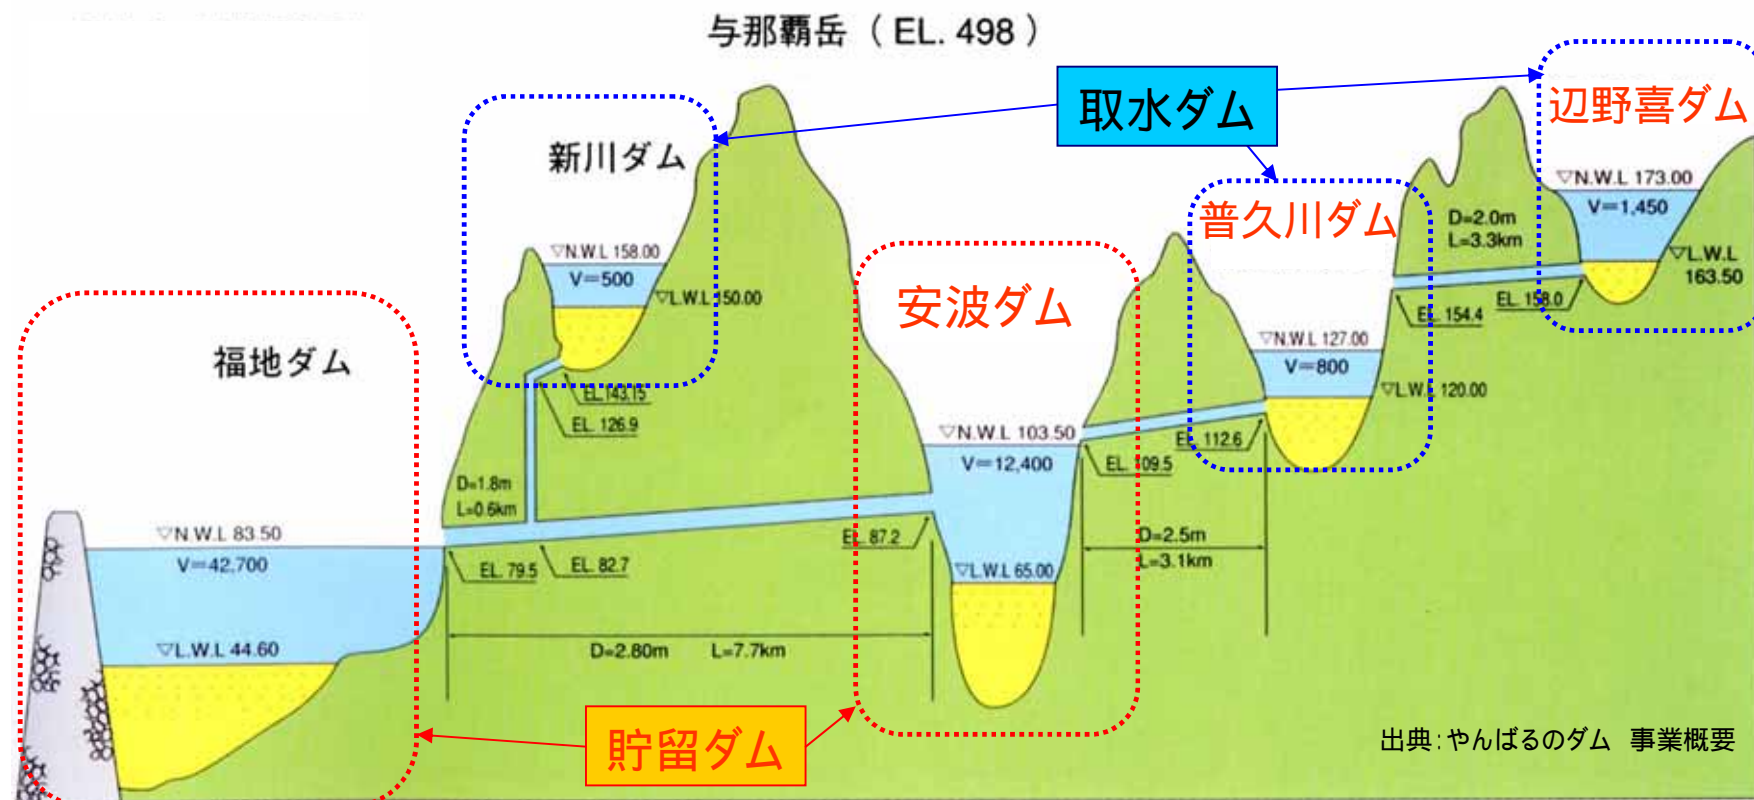 与那覇岳（ EL. 498 ）
取水ダム
辺野喜ダム
▽N.W.L 173.00
V=1,450
▽L.W.L
163.50
D=2.0m
L=3.3km
EL. 158.0
EL. 154.4
新川ダム
▽N.W.L 158.00
V=500
▽L.W.L 150.00
EL.143.15
EL. 126.9
D=1.8m
L=0.6km
普久川ダム
▽N.W.L 127.00
V=800
▽L.W.L 120.00
EL. 112.6
EL. 109.5
D=2.5m
L=3.1km
安波ダム
▽N.W.L 103.50
V=12,400
▽L.W.L 65.00
EL. 87.2
福地ダム
▽N.W.L 83.50
V=42,700
▽L.W.L 44.60
EL. 79.5
EL. 82.7
D=2.80m L=7.7km
貯留ダム
出典：やんばるのダム 事業概要